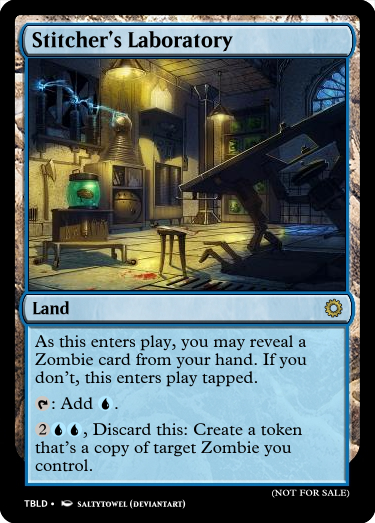 Stitcher's Laboratory
Land
As this enters play, you may reveal a
Zombie card from your hand. If you
don't, this enters play tapped.
: Add .
2, Discard this: Create a token
that's a copy of target Zombie you
control.
(NOT FOR SALE)
TBLD • SALTYTOWEL (DEVIANTART)